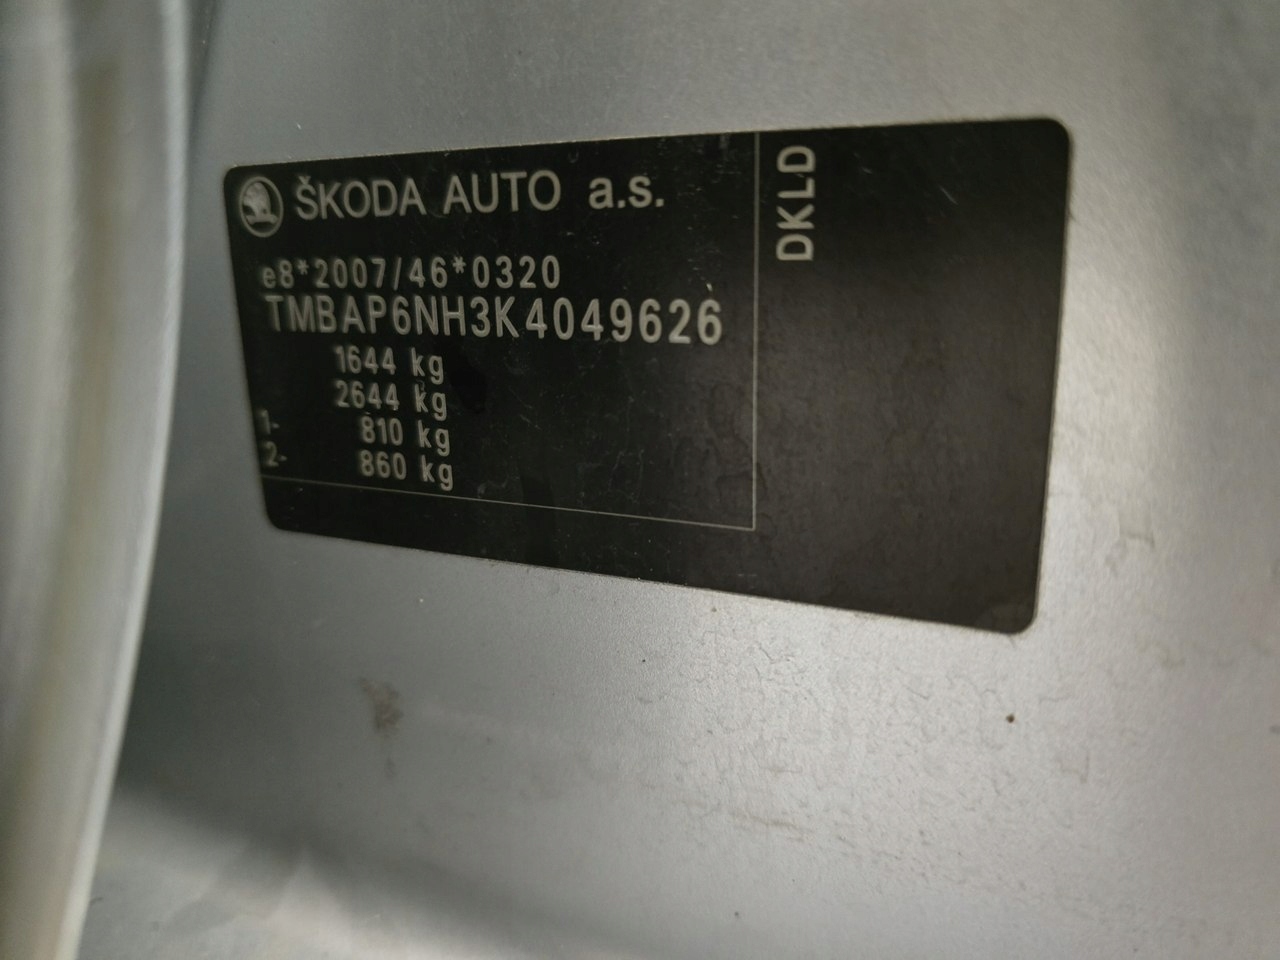 ŠKODA AUTO a.s.
e8*2007/46*0320
TMBAP6NH3K4049626
1644 kg
2644 kg
1- 810 kg
2- 860 kg
DKLD